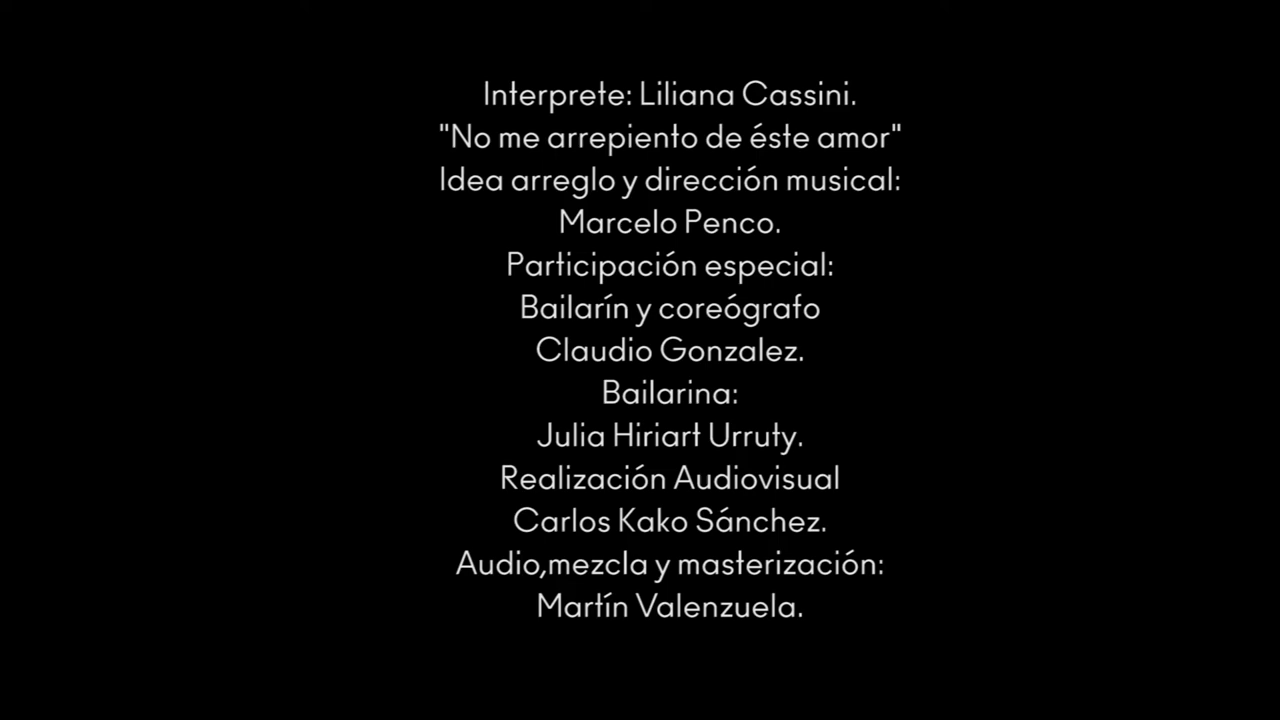 Interprete: Liliana Cassini.
"No me arrepiento de éste amor"
Idea arreglo y dirección musical:
Marcelo Penco.
Participación especial:
Bailarín y coreógrafo
Claudio Gonzalez.
Bailarina:
Julia Hiriart Urruty.
Realización Audiovisual
Carlos Kako Sánchez.
Audio,mezcla y masterización:
Martín Valenzuela.